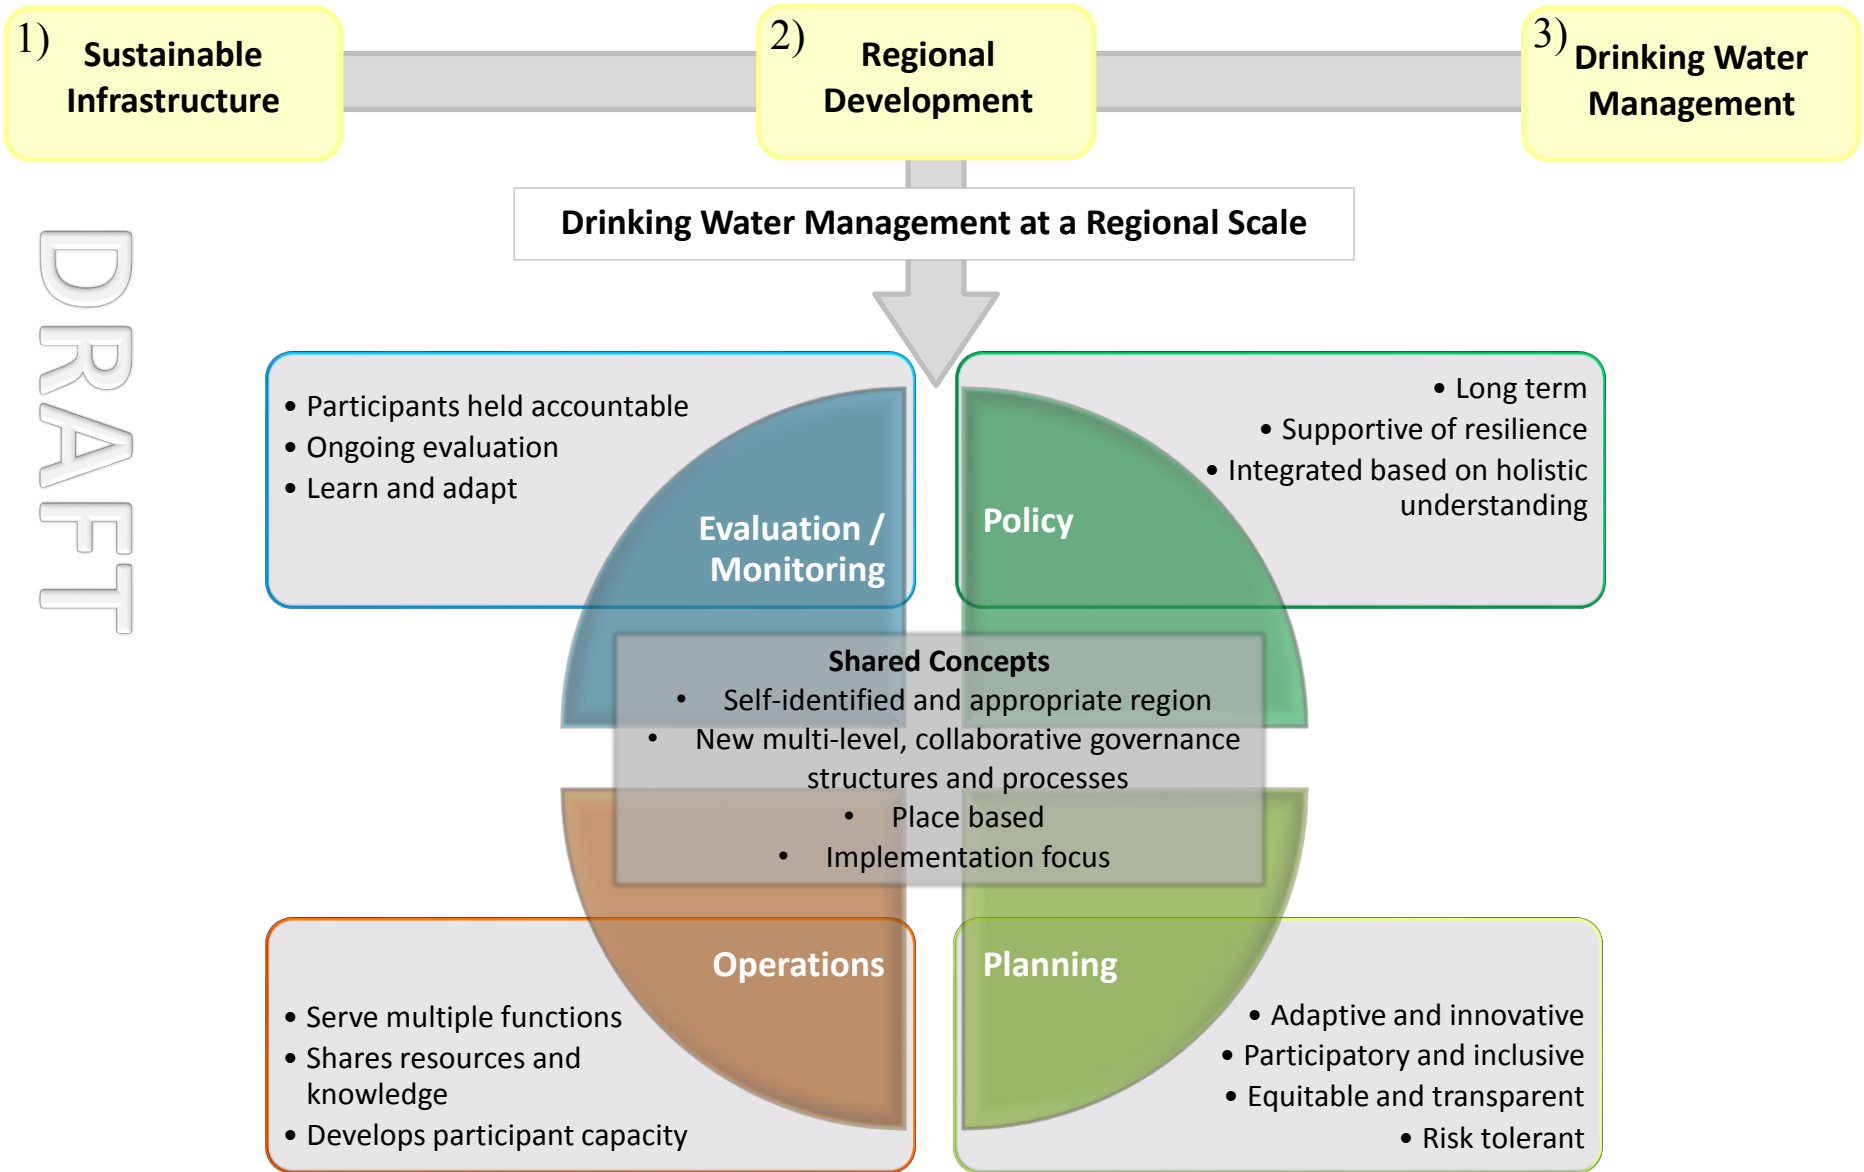 1) Sustainable
Infrastructure
2) Regional
Development
3) Drinking Water
Management
Drinking Water Management at a Regional Scale
DRAFT
• Participants held accountable
• Ongoing evaluation
• Learn and adapt
Evaluation /
Monitoring
• Long term
• Supportive of resilience
• Integrated based on holistic
understanding
Policy
Shared Concepts
• Self-identified and appropriate region
• New multi-level, collaborative governance
structures and processes
• Place based
• Implementation focus
Operations
• Serve multiple functions
• Shares resources and
knowledge
• Develops participant capacity
Planning
• Adaptive and innovative
• Participatory and inclusive
• Equitable and transparent
• Risk tolerant